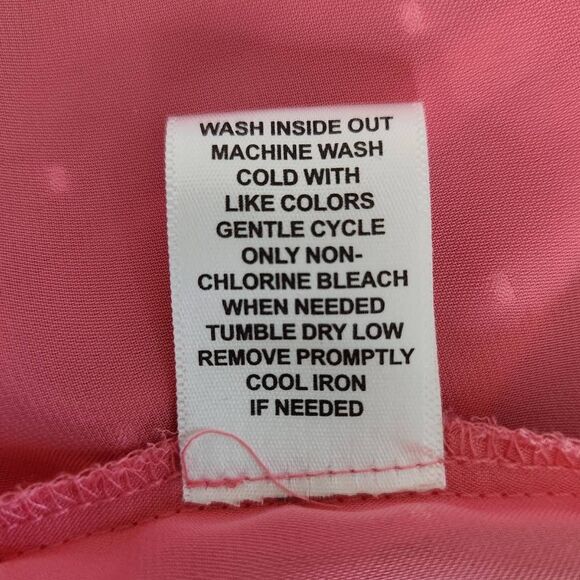 WASH INSIDE OUT
MACHINE WASH
COLD WITH
LIKE COLORS
GENTLE CYCLE
ONLY NON-
CHLORINE BLEACH
WHEN NEEDED
TUMBLE DRY LOW
REMOVE PROMPTLY
COOL IRON
IF NEEDED